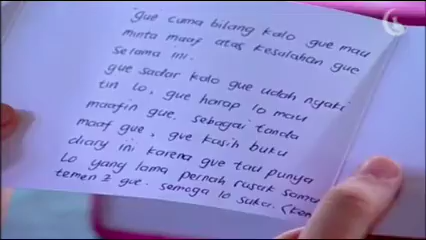 gue cuma bilang kalo gue mau
minta maaf atas kesalahan gue
selama ini.
gue sadar kalo gue udah nyaki
tin lo, gue harap lo mau
maafin gue. sebagai tanda
maaf gue, gue kasih buku
diary ini karena gue tau punya
lo yang lama pernah rusak sama
temen 2 gue. semoga lo suka. (kem